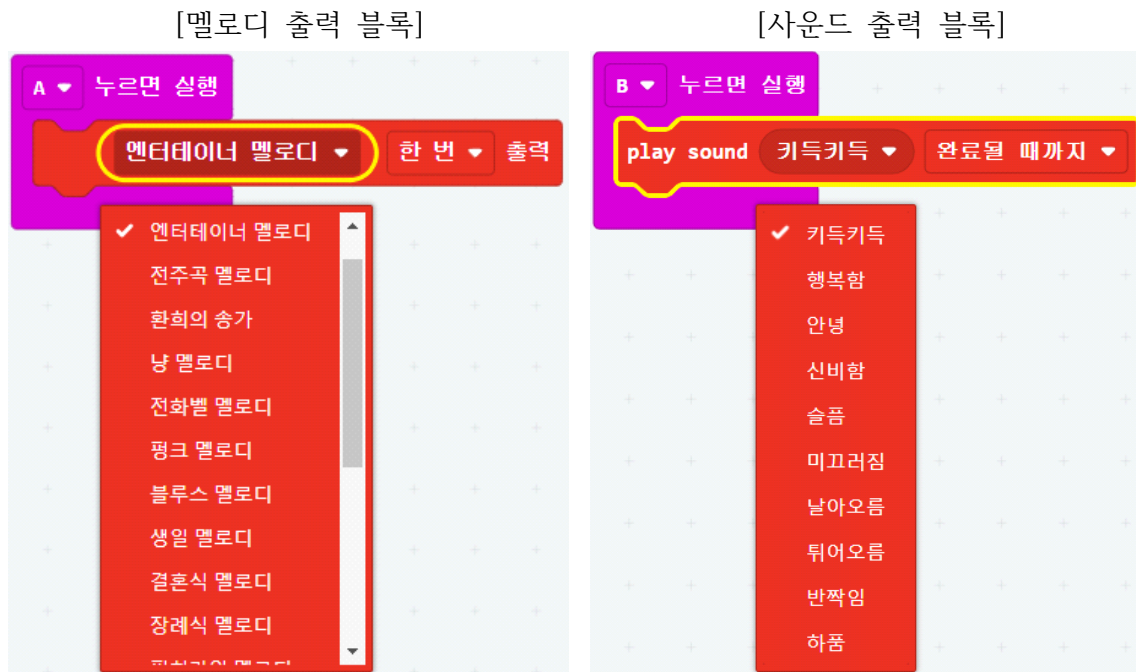 [멜로디 출력 블록]
A 누르면 실행
엔터테이너 멜로디 한 번 출력
엔터테이너 멜로디
전주곡 멜로디
환희의 송가
냥 멜로디
전화벨 멜로디
펑크 멜로디
블루스 멜로디
생일 멜로디
결혼식 멜로디
장례식 멜로디
[사운드 출력 블록]
B 누르면 실행
play sound 키득키득 완료될 때까지
키득키득
행복함
안녕
신비함
슬픔
미끄러짐
날아오름
튀어오름
반짝임
하품